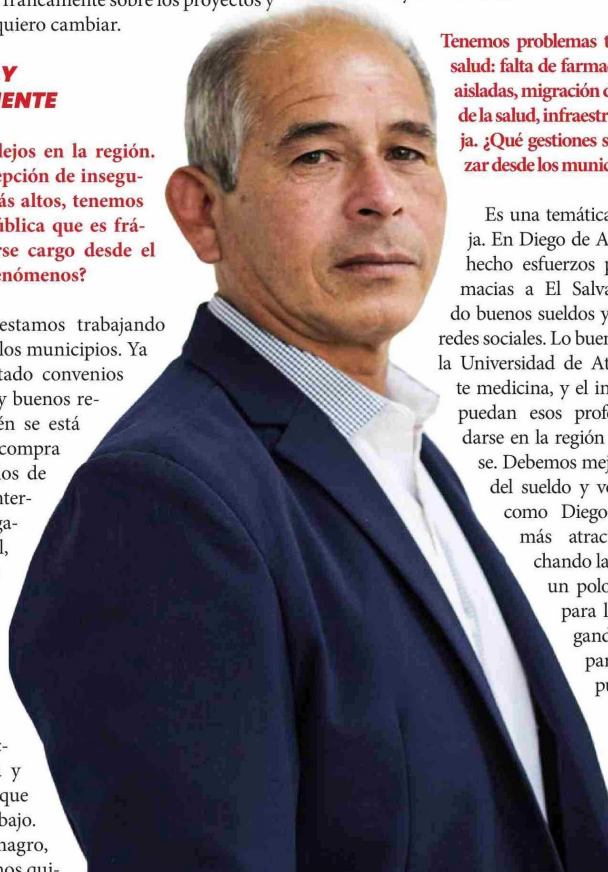 francamente sobre los proyectos y
quiero cambiar.
Y
ENTE
lejos en la región.
epción de insegu-
ás altos, tenemos
ública que es frá-
rse cargo desde el
enómenos?
estamos trabajando
los municipios. Ya
tado convenios
y buenos re-
én se está
compra
os de
nter-
ga-
l,
y
que
bajo.
nagro,
nos qui-
Tenemos problemas t
salud: falta de farma
aisladas, migración
de la salud, infraestr
ja. ¿Qué gestiones s
zar desde los munic
Es una temática
ja. En Diego de A
hecho esfuerzos p
macias a El Salva
do buenos sueldos y
redes sociales. Lo buen
la Universidad de At
te medicina, y el in
puedan esos profe
darse en la región
se. Debemos mej
del sueldo y v
como Diego
más atrac
chando la
un polo
para l
gand
par
pu